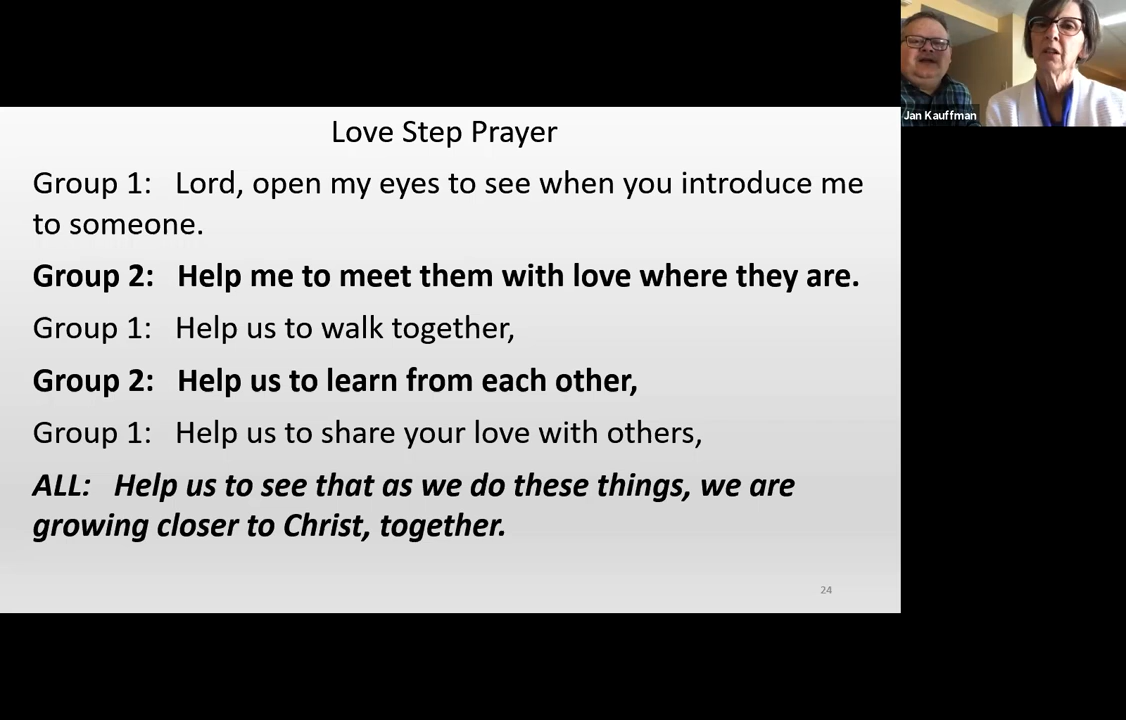 Love Step Prayer
Group 1: Lord, open my eyes to see when you introduce me
to someone.
Group 2: Help me to meet them with love where they are.
Group 1: Help us to walk together,
Group 2: Help us to learn from each other,
Group 1: Help us to share your love with others,
ALL: Help us to see that as we do these things, we are
growing closer to Christ, together.
24
Jan Kauffman